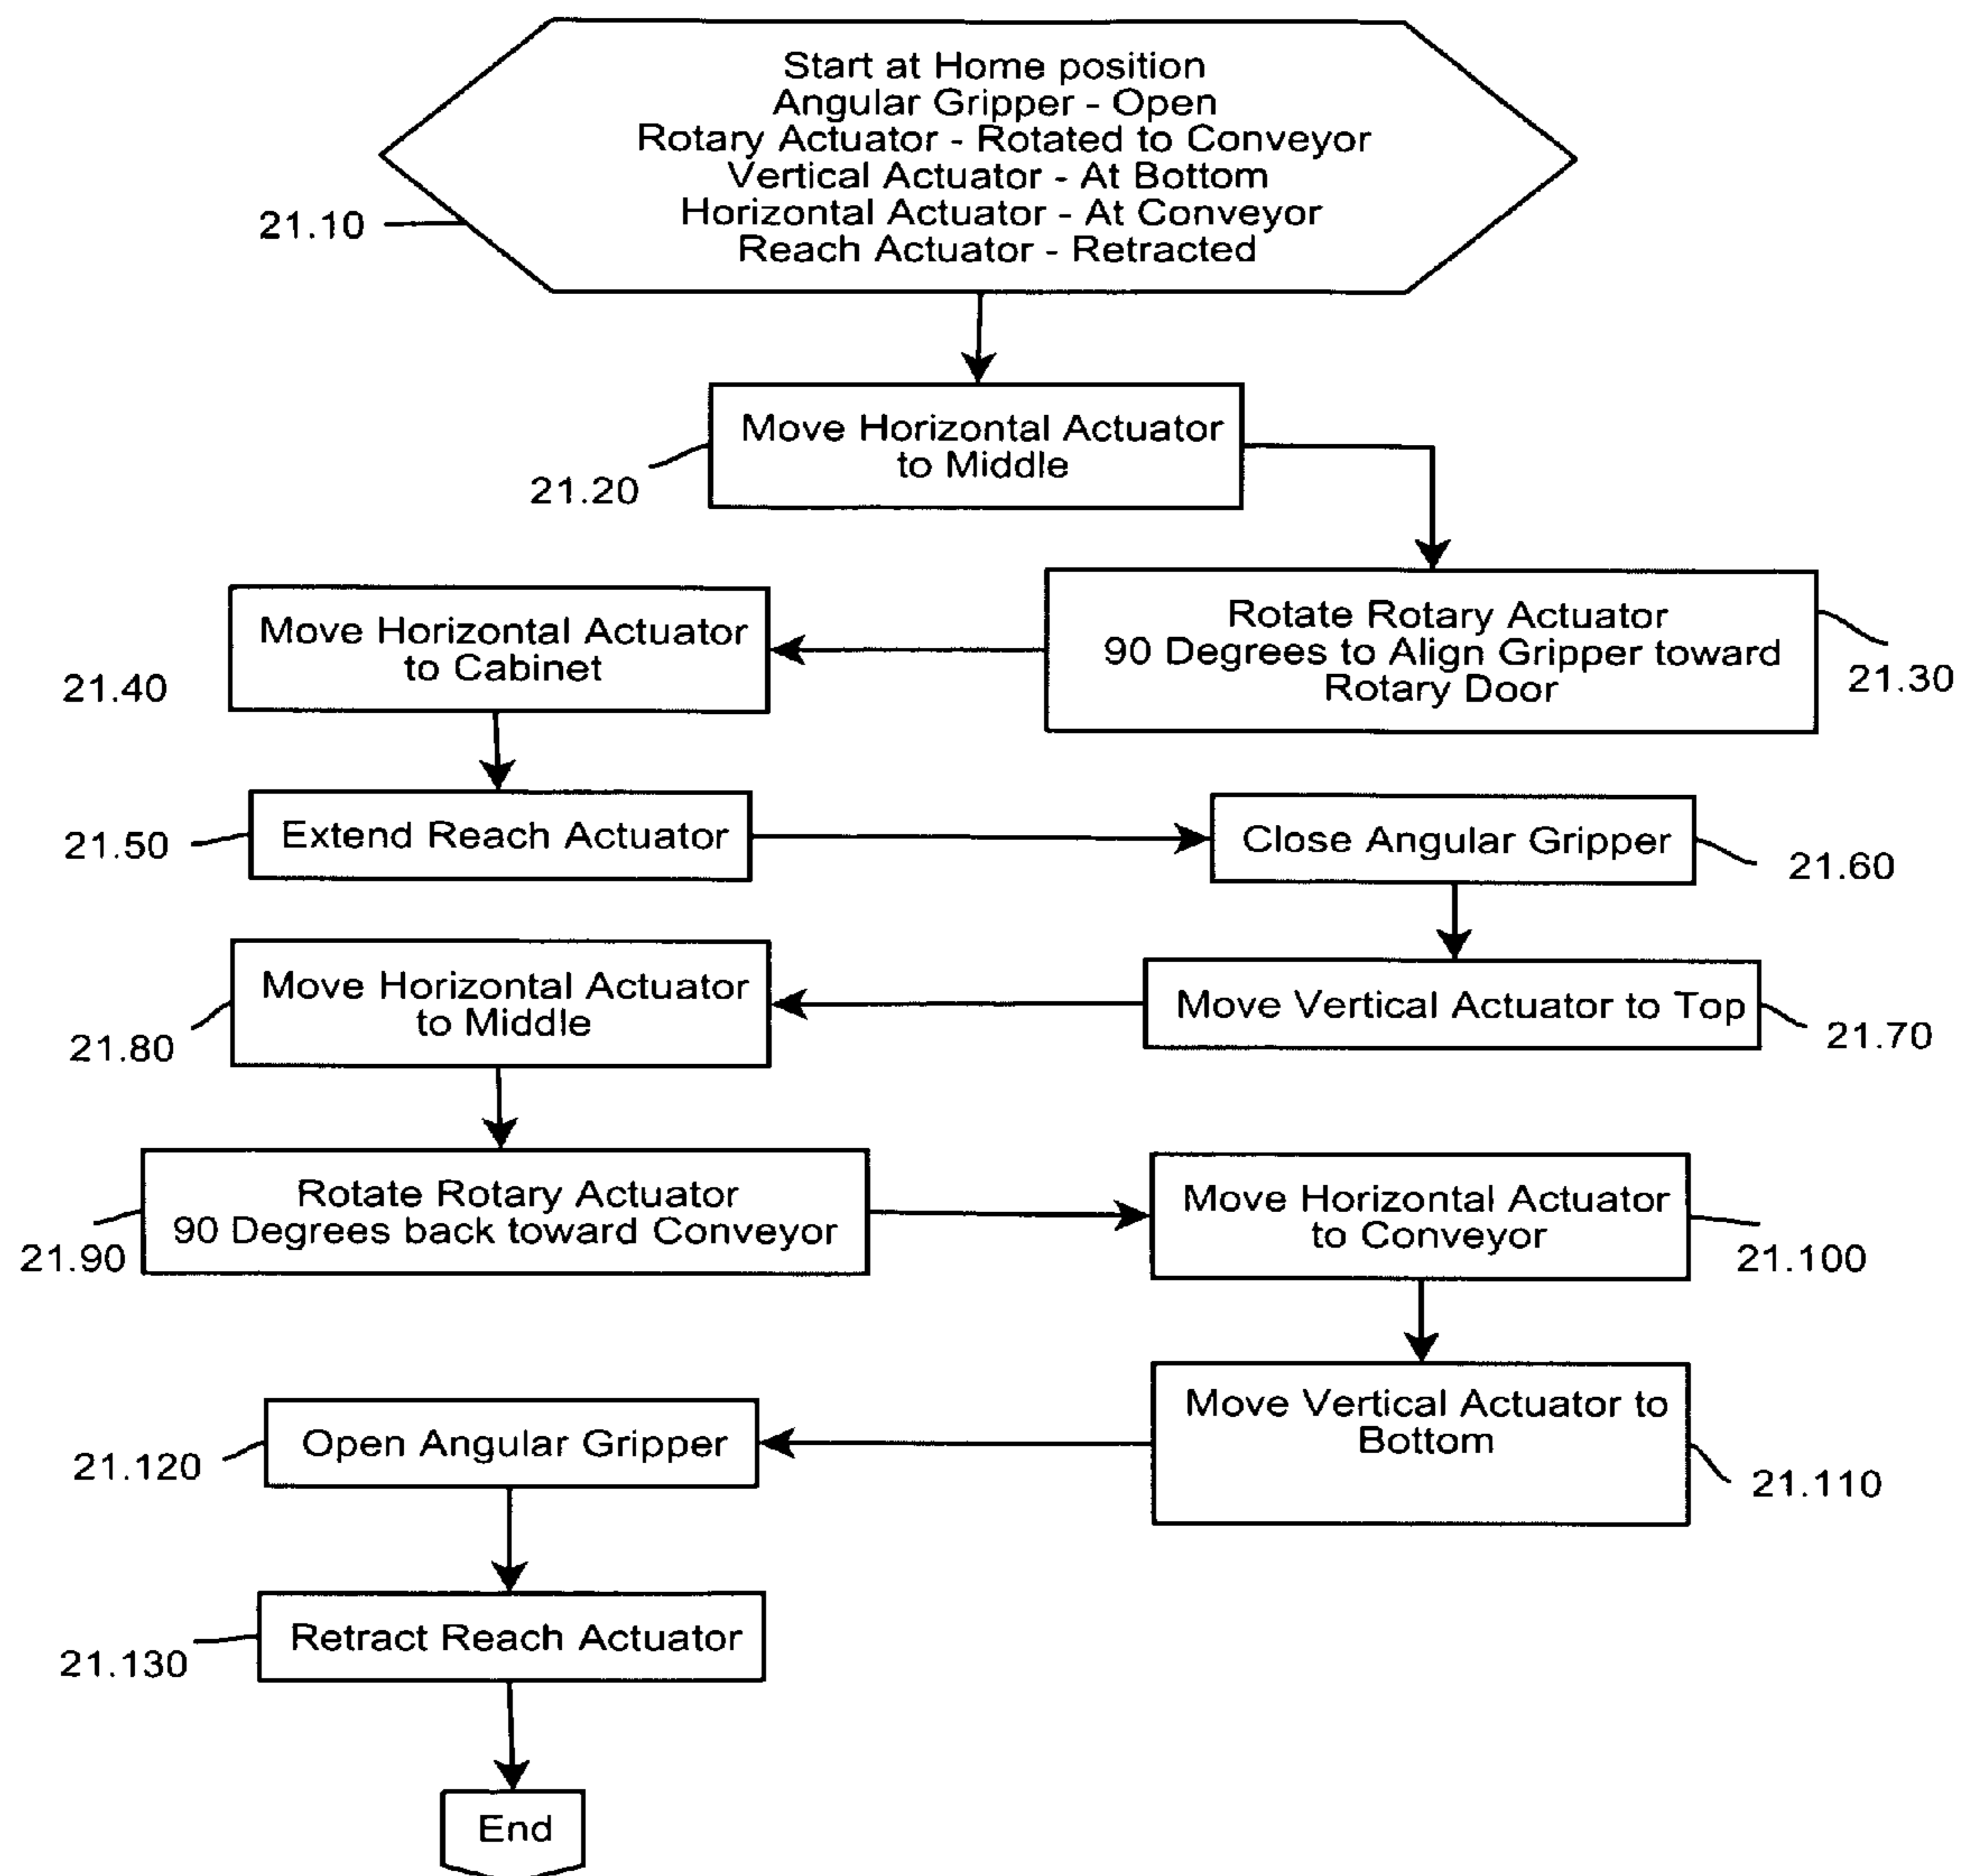 Start at Home position
Angular Gripper - Open
Rotary Actuator - Rotated to Conveyor
Vertical Actuator - At Bottom
Horizontal Actuator - At Conveyor
Reach Actuator - Retracted
21.10
Move Horizontal Actuator
to Middle
21.20
Rotate Rotary Actuator
90 Degrees to Align Gripper toward
Rotary Door
21.30
Move Horizontal Actuator
to Cabinet
21.40
Extend Reach Actuator
21.50
Close Angular Gripper
21.60
Move Vertical Actuator to Top
21.70
Move Horizontal Actuator
to Middle
21.80
Rotate Rotary Actuator
90 Degrees back toward Conveyor
21.90
Move Horizontal Actuator
to Conveyor
21.100
Move Vertical Actuator to
Bottom
21.110
Open Angular Gripper
21.120
Retract Reach Actuator
21.130
End